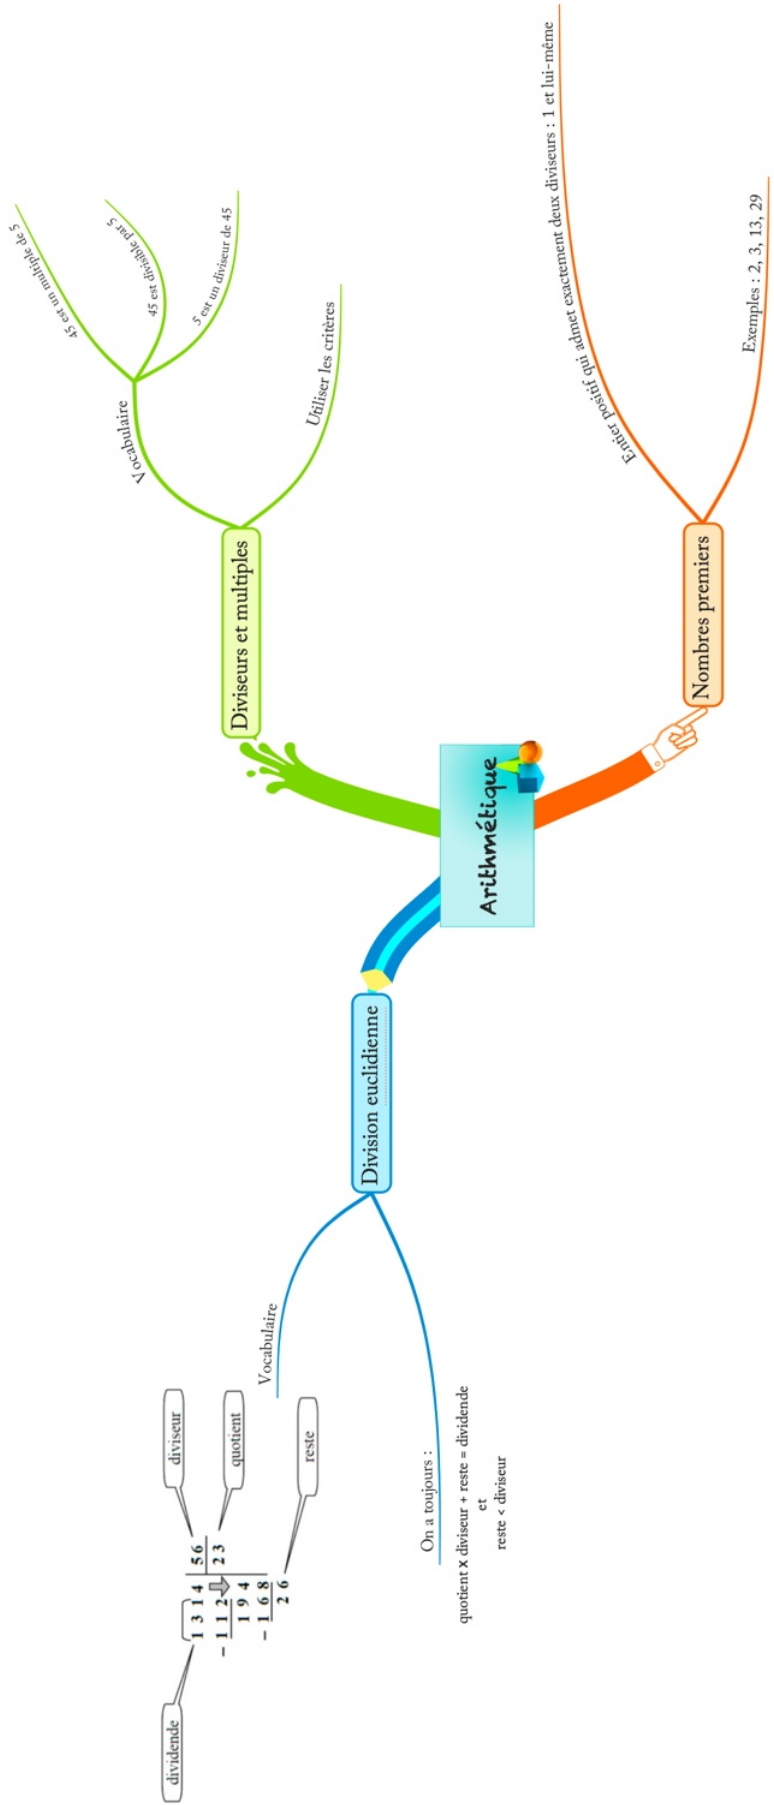 Arithmétique
Division euclidienne
Vocabulaire
dividende
diviseur
quotient
reste
1 3 1 4 56
23
- 1 1 2
1 9 4
- 1 6 8
2 6
On a toujours :
quotient x diviseur + reste = dividende
et
reste < diviseur
Diviseurs et multiples
Vocabulaire
45 est un multiple de 5
45 est divisible par 5
5 est un diviseur de 45
Utiliser les critères
Nombres premiers
Entier positif qui admet exactement deux diviseurs : 1 et lui-même
Exemples : 2, 3, 13, 29